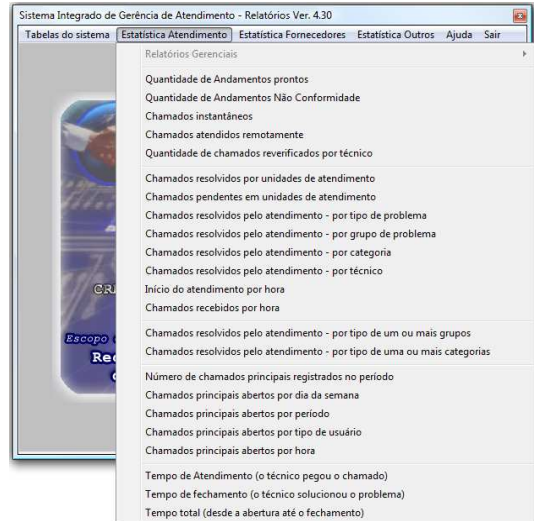 Sistema Integrado de Gerência de Atendimento - Relatórios Ver. 4.30
Tabelas do sistema Estatística Atendimento Estatística Fornecedores Estatística Outros Ajuda Sair
Relatórios Gerenciais
Quantidade de Andamentos prontos
Quantidade de Andamentos Não Conformidade
Chamados instantâneos
Chamados atendidos remotamente
Quantidade de chamados reverificados por técnico
Chamados resolvidos por unidades de atendimento
Chamados pendentes em unidades de atendimento
Chamados resolvidos pelo atendimento - por tipo de problema
Chamados resolvidos pelo atendimento - por grupo de problema
Chamados resolvidos pelo atendimento - por categoria
Chamados resolvidos pelo atendimento - por técnico
Início do atendimento por hora
Chamados recebidos por hora
Chamados resolvidos pelo atendimento - por tipo de um ou mais grupos
Chamados resolvidos pelo atendimento - por tipo de uma ou mais categorias
Número de chamados principais registrados no período
Chamados principais abertos por dia da semana
Chamados principais abertos por período
Chamados principais abertos por tipo de usuário
Chamados principais abertos por hora
Tempo de Atendimento (o técnico pegou o chamado)
Tempo de fechamento (o técnico solucionou o problema)
Tempo total (desde a abertura até o fechamento)
Escopo